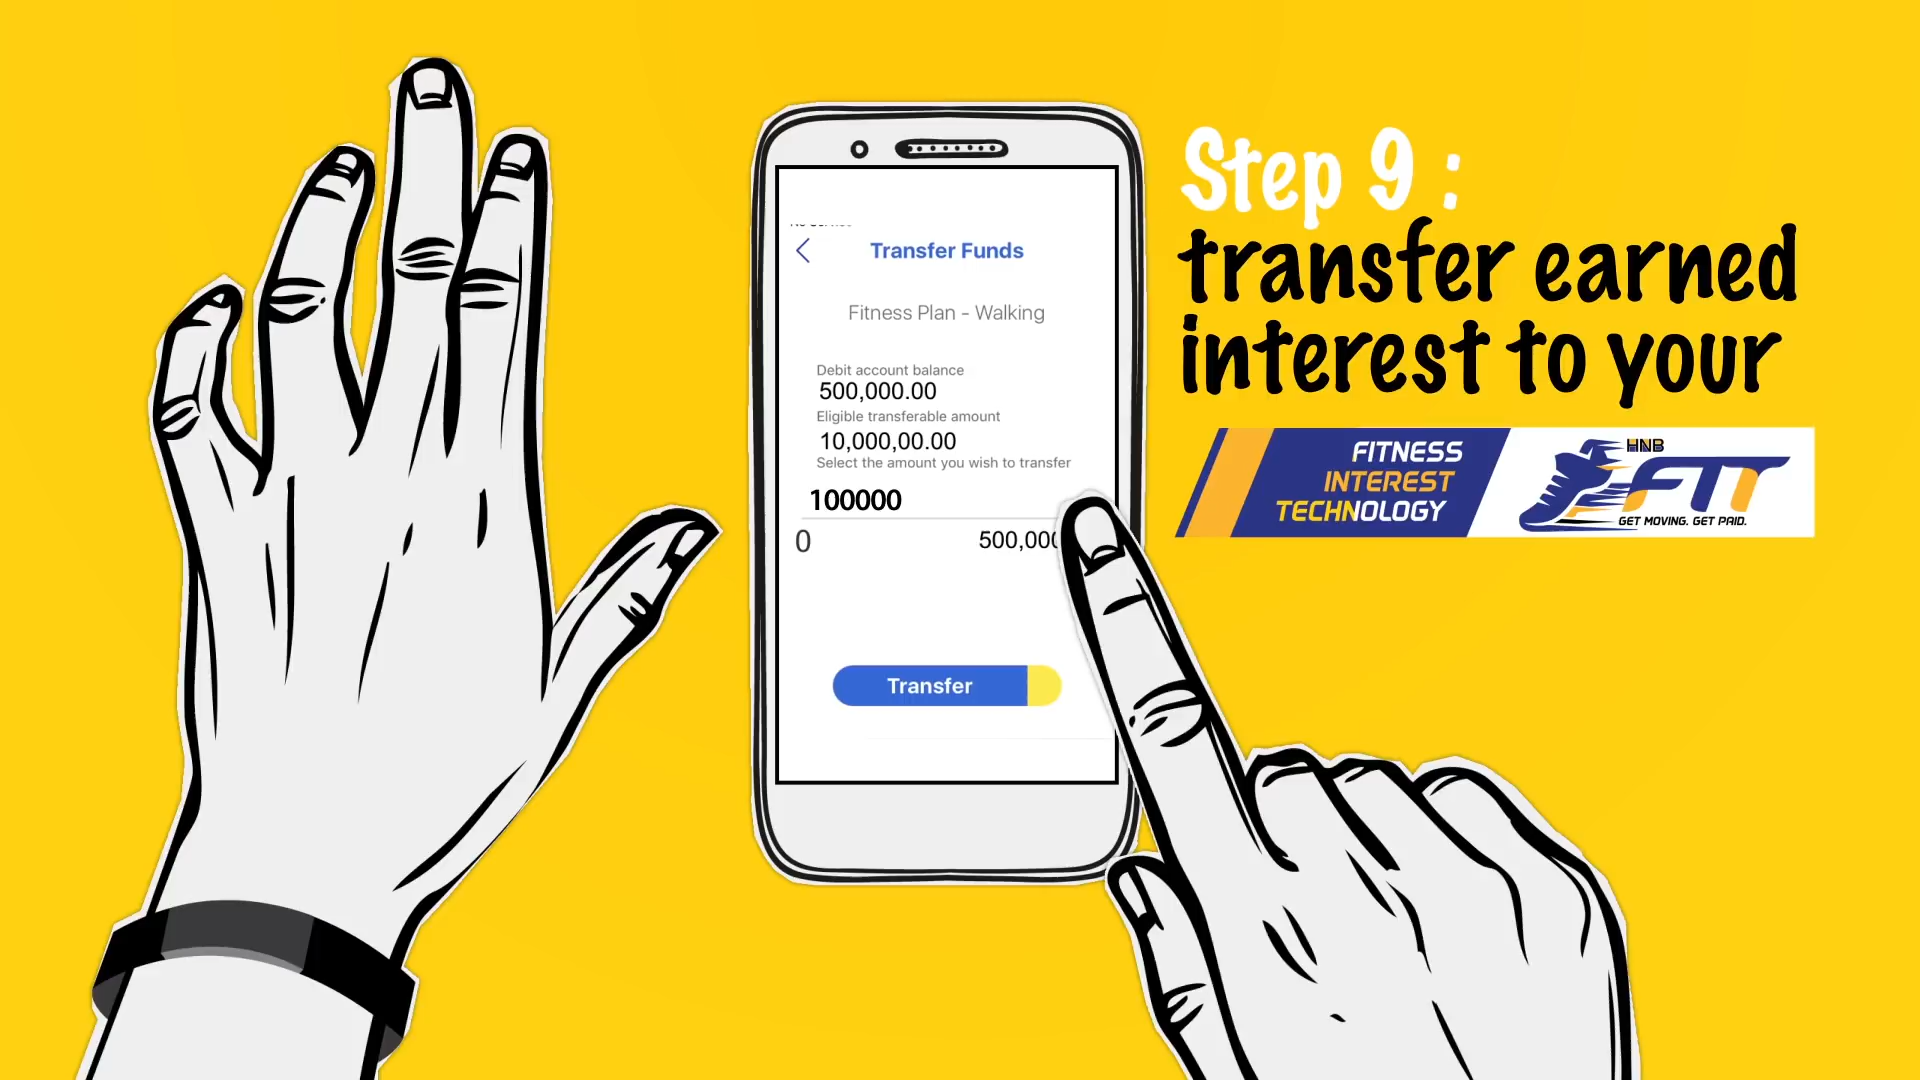 Step 9 :
transfer earned
interest to your
FITNESS
INTEREST
TECHNOLOGY
HNB
FIT
GET MOVING. GET PAID.
Transfer Funds
Fitness Plan - Walking
Debit account balance
500,000.00
Eligible transferable amount
10,000,00.00
Select the amount you wish to transfer
100000
0
Transfer